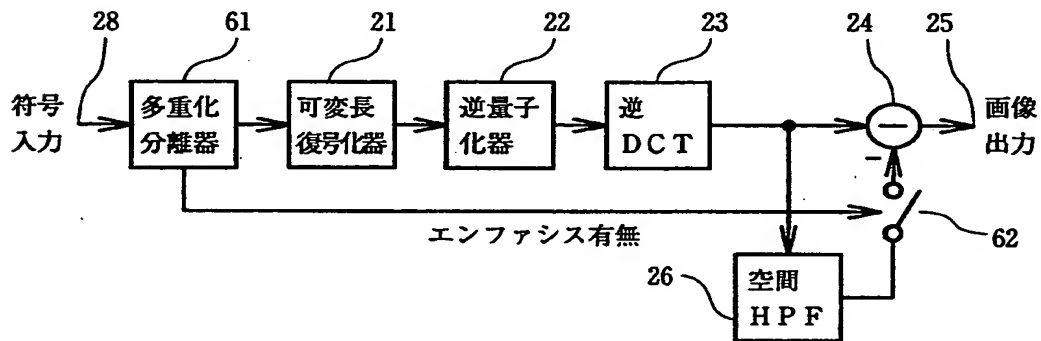 28
61
21
22
23
24
25
符号
入力
多重化
分離器
可変長
復号化器
逆量子
化器
逆
DCT
−
画像
出力
−
エンファシス有無
62
26
空間
HPF